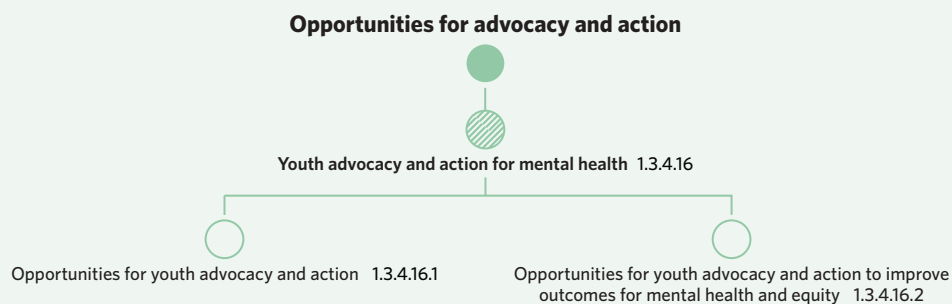 Opportunities for advocacy and action
Youth advocacy and action for mental health 1.3.4.16
Opportunities for youth advocacy and action 1.3.4.16.1
Opportunities for youth advocacy and action to improve
outcomes for mental health and equity 1.3.4.16.2